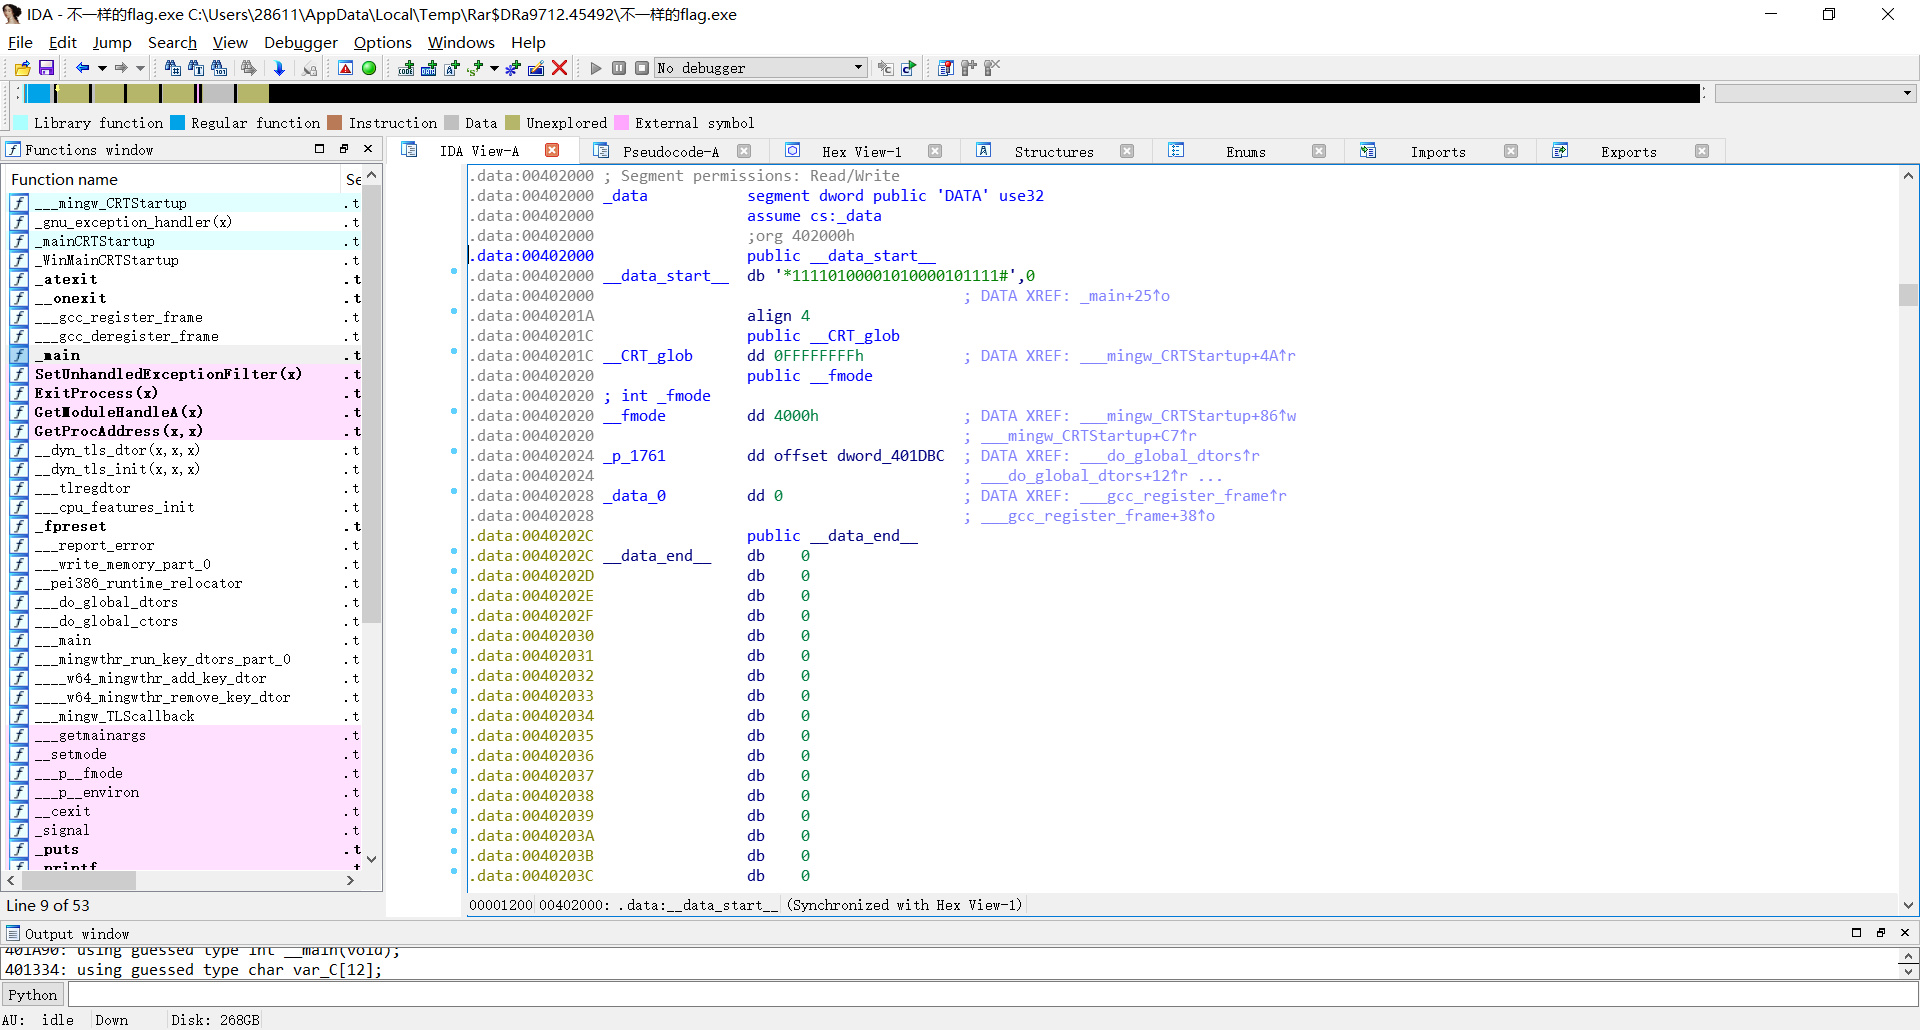 IDA - 不一样的flag.exe C:\Users\28611\AppData\Local\Temp\Rar$DRa9712.45492\不一样的flag.exe
File Edit Jump Search View Debugger Options Windows Help
No debugger
Library function Regular function Instruction Data Unexplored External symbol
Functions window
IDA View-A Pseudocode-A Hex View-1 Structures Enums Imports Exports
Function name Se
___mingw_CRTStartup .t
_gnu_exception_handler(x) .t
_mainCRTStartup .t
_WinMainCRTStartup .t
_atexit .t
__onexit .t
___gcc_register_frame .t
___gcc_deregister_frame .t
_main .t
SetUnhandledExceptionFilter(x) .t
ExitProcess(x) .t
GetModuleHandleA(x) .t
GetProcAddress(x,x) .t
__dyn_tls_dtor(x,x,x) .t
__dyn_tls_init(x,x,x) .t
___tlregdtor .t
___cpu_features_init .t
_fpreset .t
___report_error .t
___write_memory_part_0 .t
__pei386_runtime_relocator .t
___do_global_dtors .t
___do_global_ctors .t
___main .t
___mingwthr_run_key_dtors_part_0 .t
____w64_mingwthr_add_key_dtor .t
____w64_mingwthr_remove_key_dtor .t
___mingw_TLScallback .t
___getmainargs .t
__setmode .t
___p__fmode .t
___p__environ .t
__cexit .t
_signal .t
_puts .t
_printf .t
Line 9 of 53
.data:00402000 ; Segment permissions: Read/Write
.data:00402000 _data segment dword public 'DATA' use32
.data:00402000 assume cs:_data
.data:00402000 ;org 402000h
.data:00402000 public __data_start__
.data:00402000 __data_start__ db '*11110100001010000101111#',0
.data:00402000 ; DATA XREF: _main+25↑o
.data:0040201A align 4
.data:0040201C public __CRT_glob
.data:0040201C __CRT_glob dd 0FFFFFFFFh ; DATA XREF: ___mingw_CRTStartup+4A↑r
.data:00402020 public __fmode
.data:00402020 ; int _fmode
.data:00402020 __fmode dd 4000h ; DATA XREF: ___mingw_CRTStartup+86↑w
.data:00402020 ; ___mingw_CRTStartup+C7↑r
.data:00402024 _p_1761 dd offset dword_401DBC ; DATA XREF: ___do_global_dtors↑r
.data:00402024 ; ___do_global_dtors+12↑r ...
.data:00402028 _data_0 dd 0 ; DATA XREF: ___gcc_register_frame↑r
.data:00402028 ; ___gcc_register_frame+38↑o
.data:0040202C public __data_end__
.data:0040202C __data_end__ db 0
.data:0040202D db 0
.data:0040202E db 0
.data:0040202F db 0
.data:00402030 db 0
.data:00402031 db 0
.data:00402032 db 0
.data:00402033 db 0
.data:00402034 db 0
.data:00402035 db 0
.data:00402036 db 0
.data:00402037 db 0
.data:00402038 db 0
.data:00402039 db 0
.data:0040203A db 0
.data:0040203B db 0
.data:0040203C db 0
00001200 00402000: .data:__data_start__ (Synchronized with Hex View-1)
Output window
401A90: using guessed type int __main(void);
401334: using guessed type char var_C[12];
Python
AU: idle Down Disk: 268GB